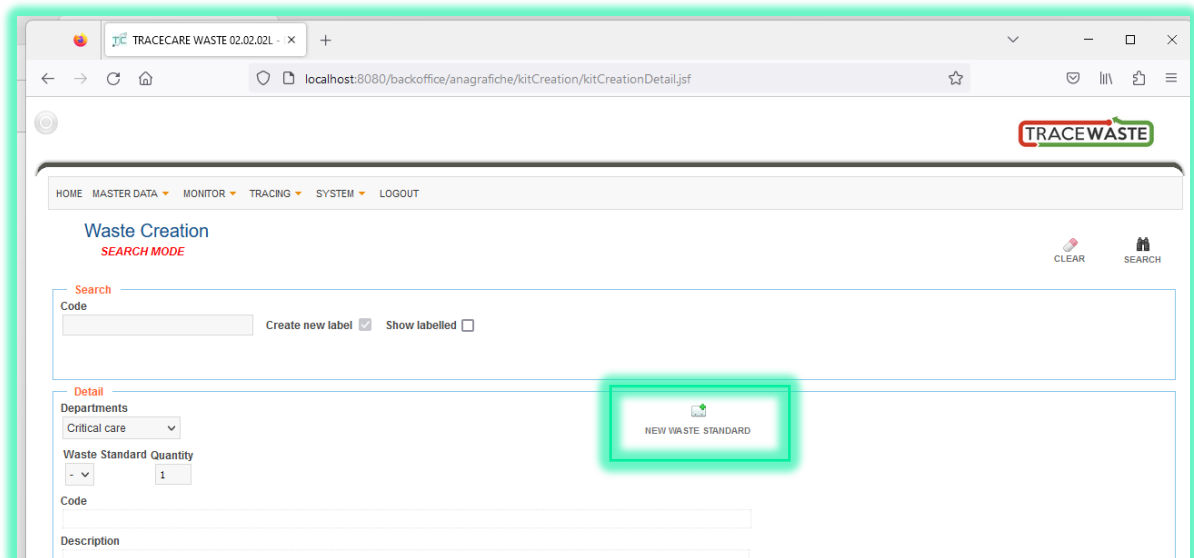 TRACECARE WASTE 02.02.02L -
localhost:8080/backoffice/anagrafiche/kitCreation/kitCreationDetail.jsf
TRACEWASTE
HOME MASTER DATA MONITOR TRACING SYSTEM LOGOUT
Waste Creation
SEARCH MODE
CLEAR SEARCH
Search
Code
Create new label Show labelled
Detail
Departments
Critical care
NEW WASTE STANDARD
Waste Standard Quantity
- 1
Code
Description